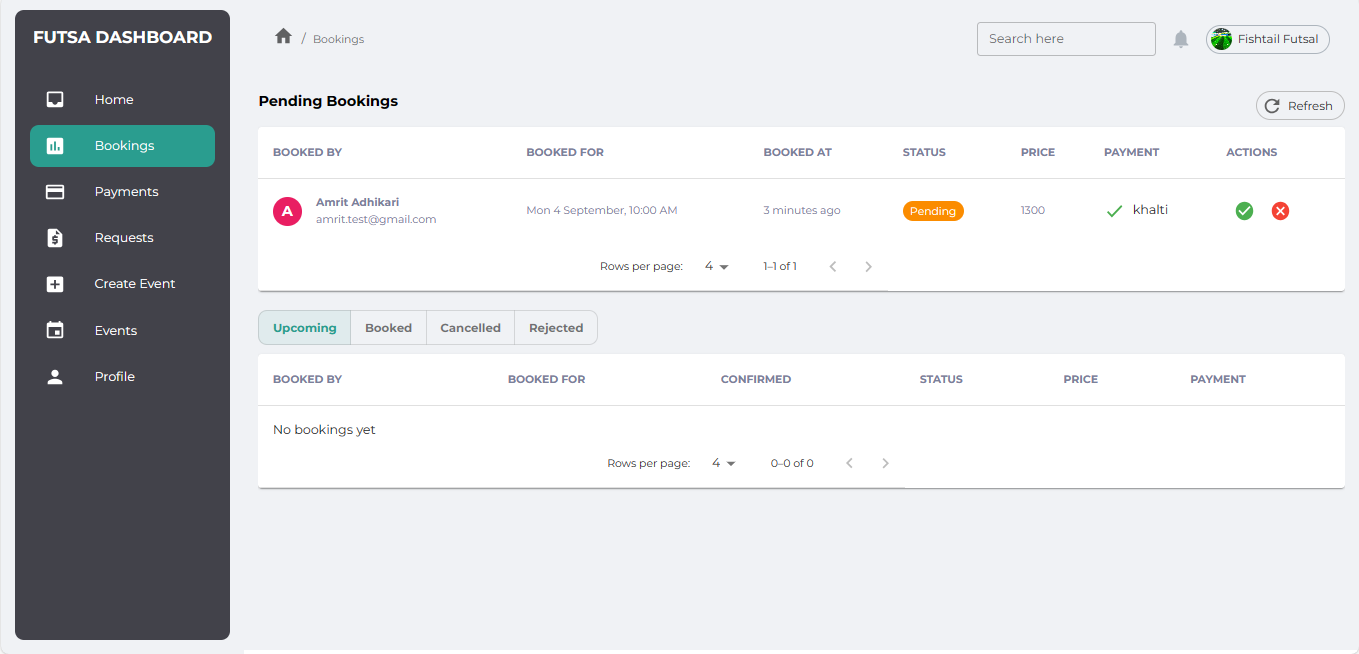 FUTSA DASHBOARD
Home
Bookings
Payments
Requests
Create Event
Events
Profile
/ Bookings
Search here
Fishtail Futsal
Pending Bookings
Refresh
BOOKED BY BOOKED FOR BOOKED AT STATUS PRICE PAYMENT ACTIONS
A Amrit Adhikari
amrit.test@gmail.com
Mon 4 September, 10:00 AM 3 minutes ago Pending 1300 khalti
Rows per page: 4 1–1 of 1
Upcoming Booked Cancelled Rejected
BOOKED BY BOOKED FOR CONFIRMED STATUS PRICE PAYMENT
No bookings yet
Rows per page: 4 0–0 of 0